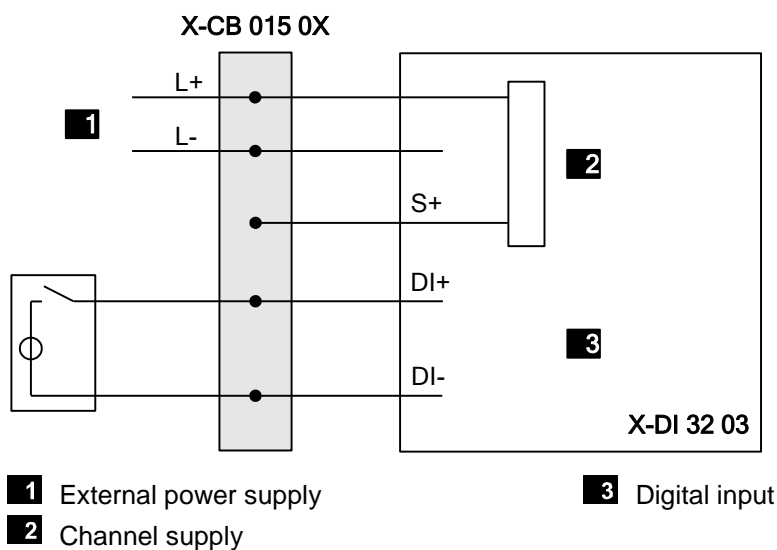 X-CB 015 0X
L+
1
L-
2
S+
DI+
3
DI-
X-DI 32 03
1 External power supply
3 Digital input
2 Channel supply